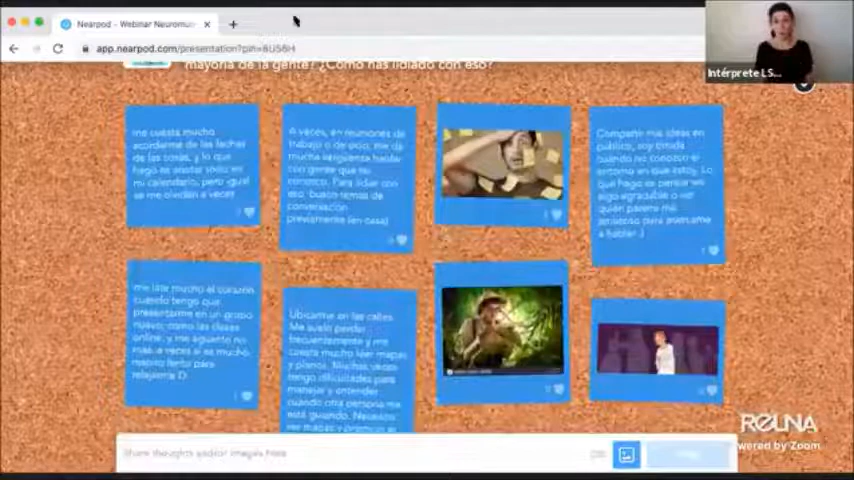 Nearpod - Webinar Neuromu
app.nearpod.com/presentation?pin=8US6H
mayoría de la gente? ¿Cómo has lidiado con eso?
Intérprete LS...
me cuesta mucho
acordarme de las fechas
de las cosas, y lo que
hago es anotar todo en
mi calendario, pero igual
se me olvidan a veces
A veces, en reuniones de
trabajo o de ocio, me da
mucha vergüenza hablar
con gente que no
conozco. Para lidiar con
eso, busco temas de
conversación
previamente (en casa)
Compartir mis ideas en
público, soy tímida
cuando no conozco el
entorno en que estoy. Lo
que hago es pensar en
algo agradable o ver
quién parece más
amistoso para acercarme
a hablar :)
me late mucho el corazón
cuando tengo que
presentarme en un grupo
nuevo, como las clases
online, y me aguanto no
más, a veces si es mucho,
medito lento para
relajarme :D
Ubicarme en las calles.
Me suelo perder
frecuentemente y me
cuesta mucho leer mapas
y planos. Muchas veces
tengo dificultades para
manejar y entender
cuando otra persona me
está guiando. Necesito
ver mapas y
Share thoughts and/or images here
REUNA
Powered by Zoom